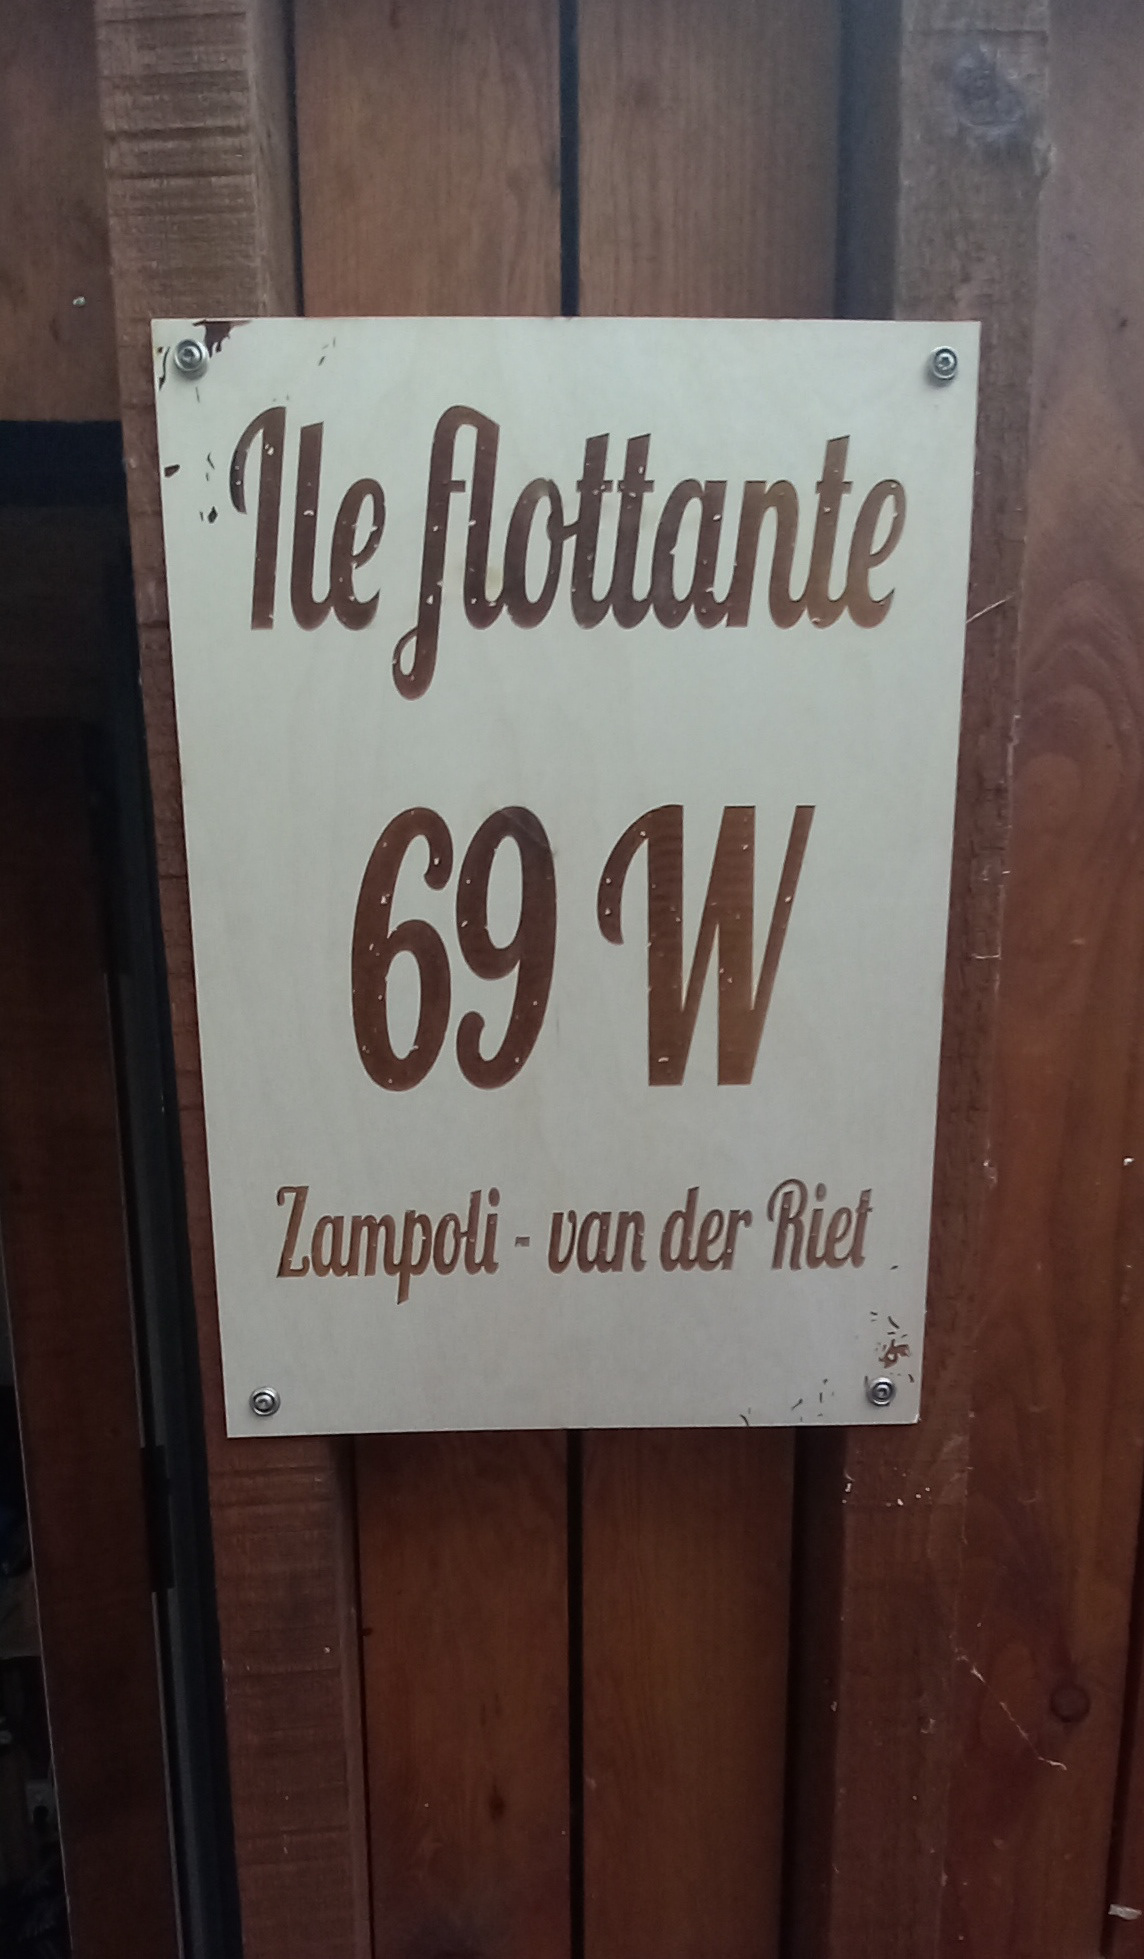 Ile flottante
69 W
Zampoli - van der Riet